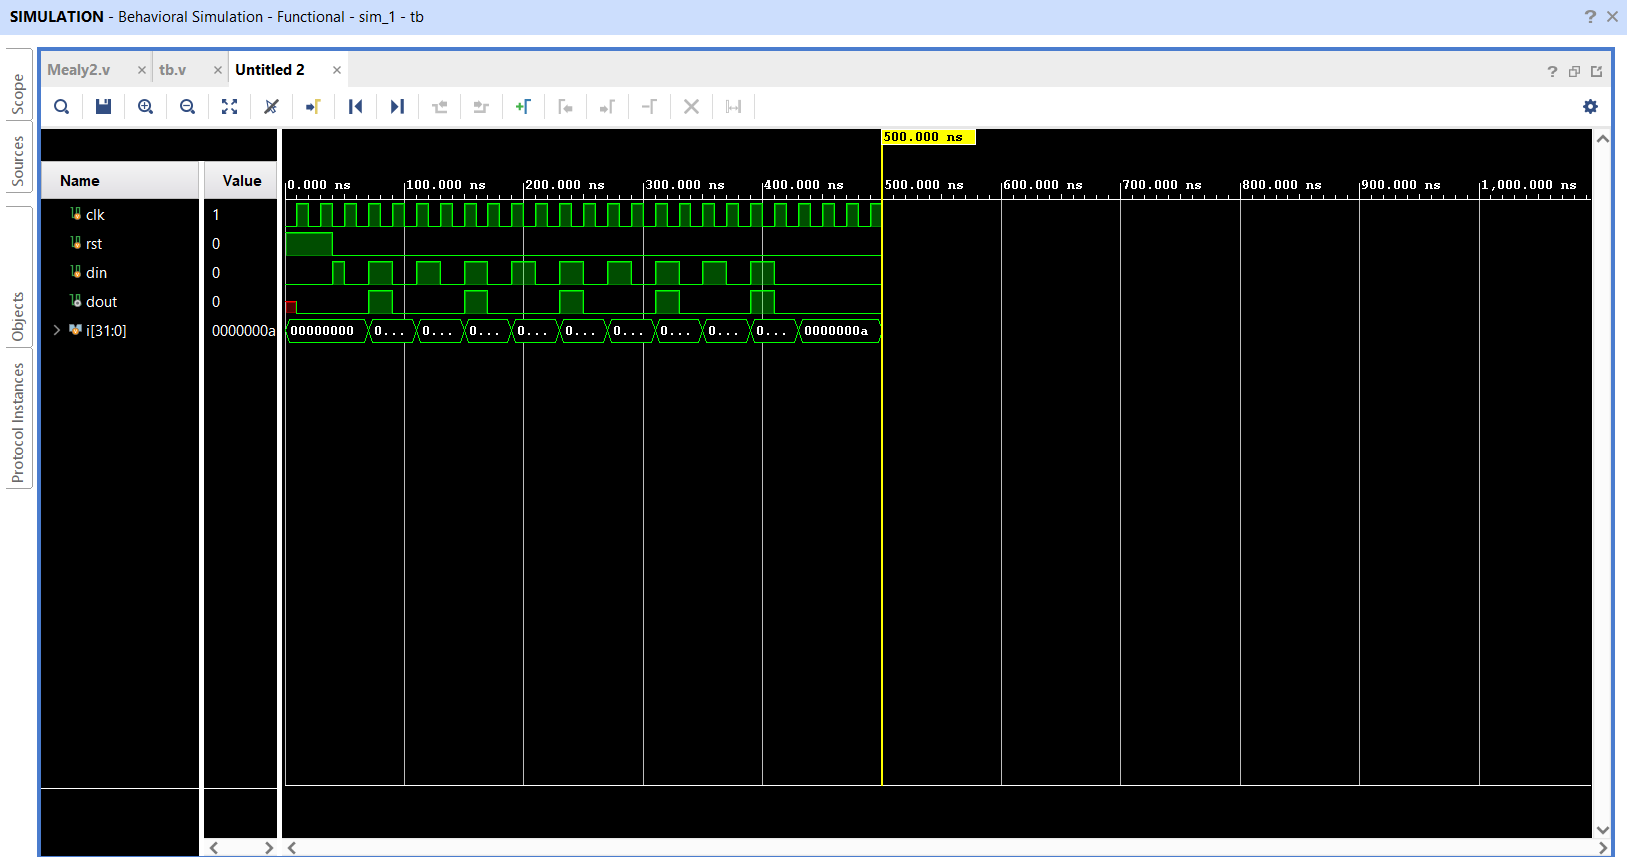 SIMULATION - Behavioral Simulation - Functional - sim_1 - tb
Scope
Sources
Objects
Protocol Instances
Mealy2.v
tb.v
Untitled 2
500.000 ns
Name
Value
0.000 ns
100.000 ns
200.000 ns
300.000 ns
400.000 ns
500.000 ns
600.000 ns
700.000 ns
800.000 ns
900.000 ns
1,000.000 ns
clk
1
rst
0
din
0
dout
0
i[31:0]
0000000a
00000000
0...
0...
0...
0...
0...
0...
0...
0...
0...
0000000a